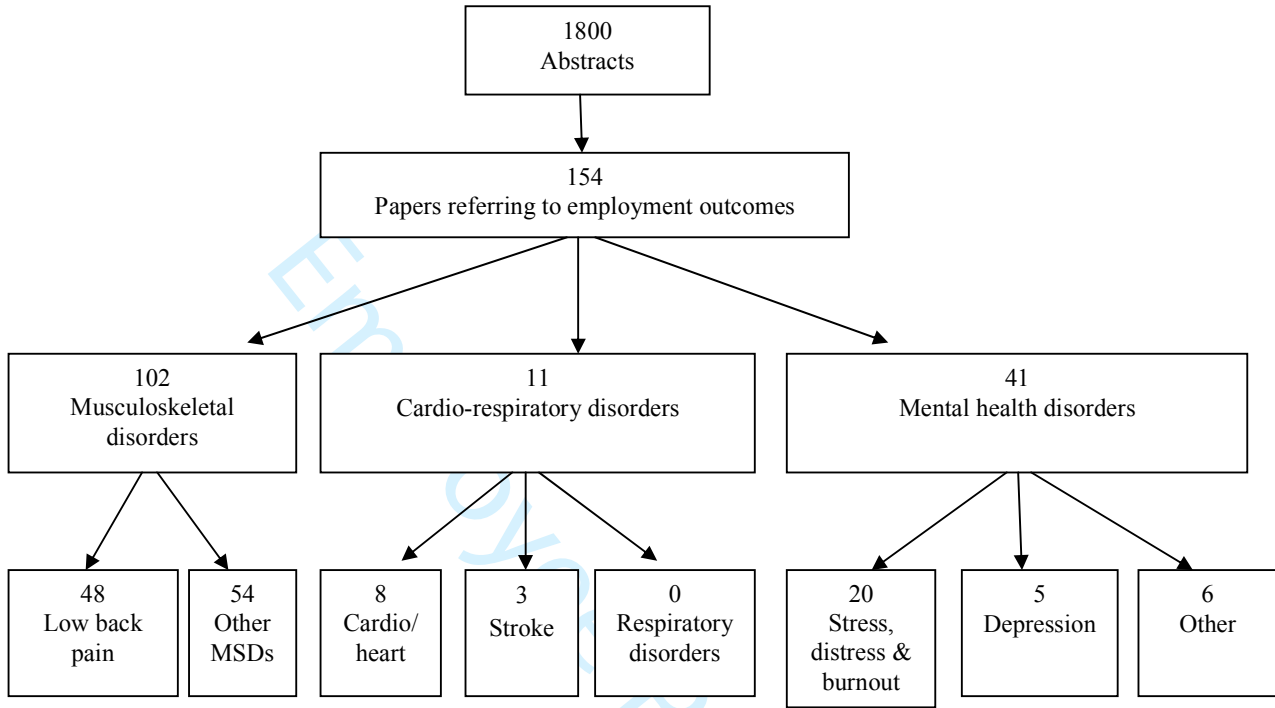 1800
Abstracts
154
Papers referring to employment outcomes
102
Musculoskeletal
disorders
11
Cardio-respiratory disorders
41
Mental health disorders
48
Low back
pain
54
Other
MSDs
8
Cardio/
heart
3
Stroke
0
Respiratory
disorders
20
Stress,
distress &
burnout
5
Depression
6
Other